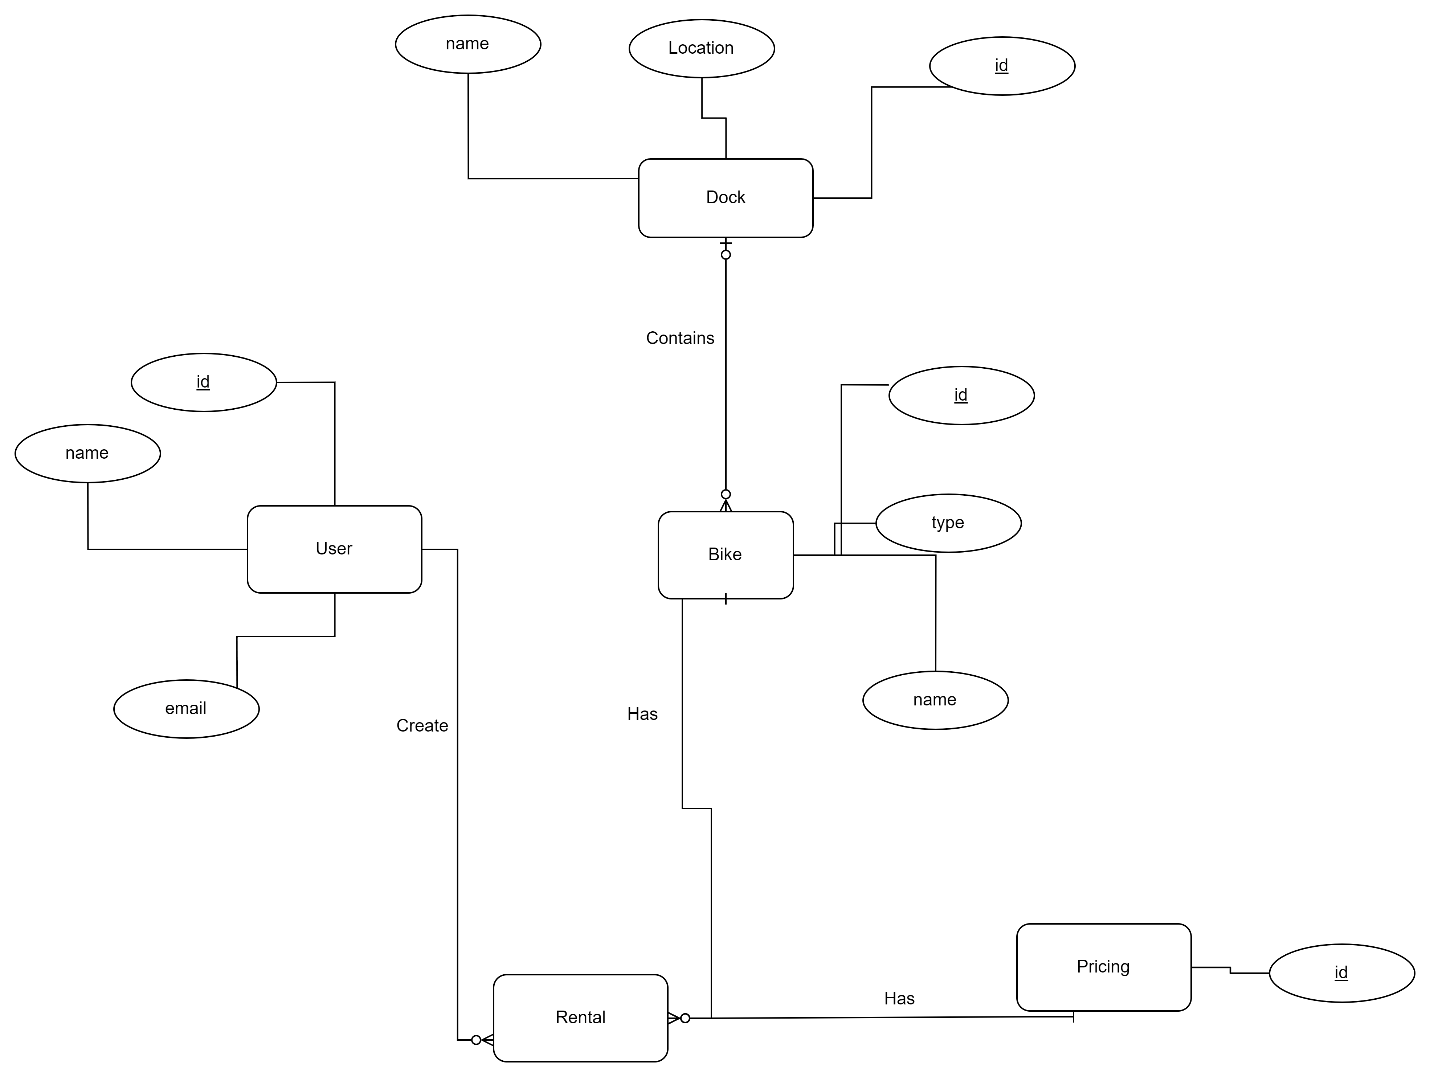 name
Location
id
Dock
Contains
id
id
name
type
User
Bike
name
email
Has
Create
Pricing
id
Has
Rental